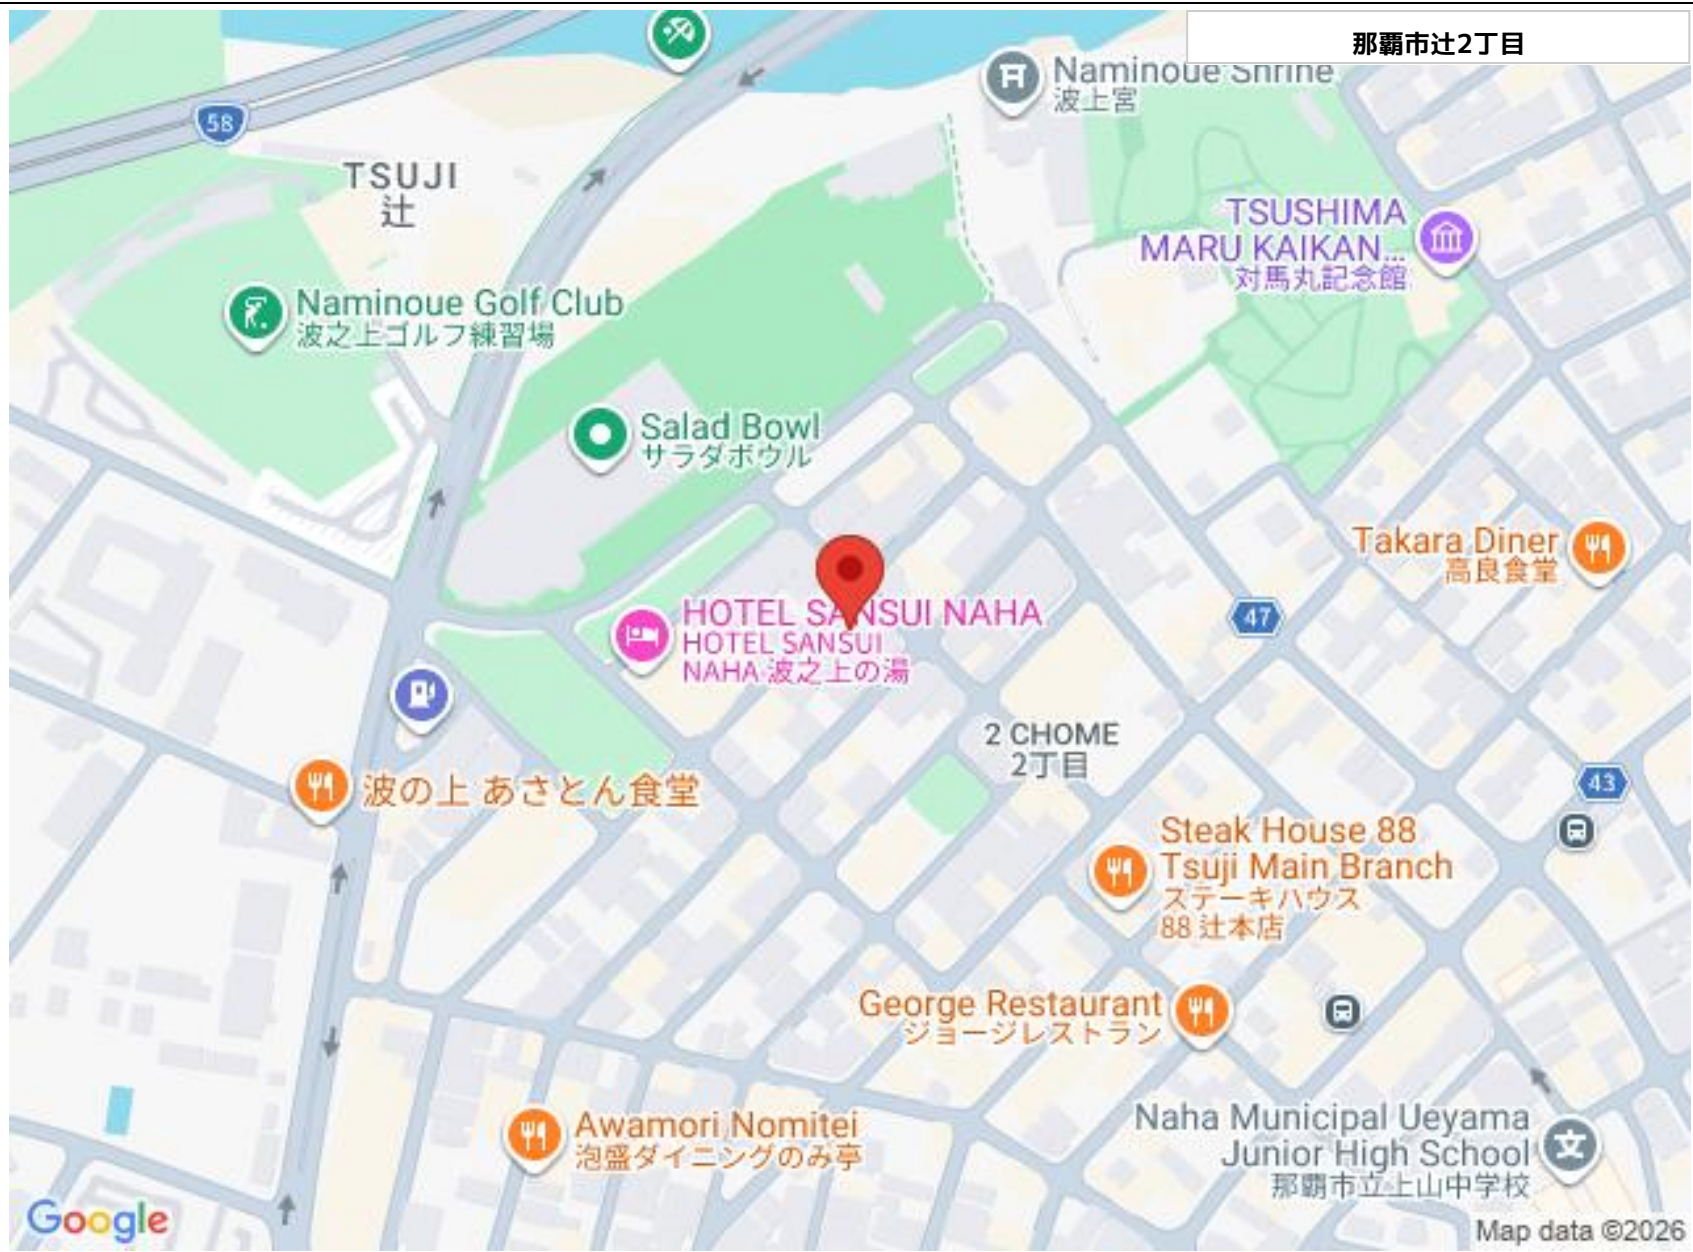 那覇市辻2丁目
58
Naminoue Shrine
波上宮
TSUJI
辻
TSUSHIMA
MARU KAIKAN...
対馬丸記念館
Naminoue Golf Club
波之上ゴルフ練習場
Salad Bowl
サラダボウル
Takara Diner
高良食堂
HOTEL SANSUI NAHA
HOTEL SANSUI
NAHA 波之上の湯
47
2 CHOME
2丁目
43
波の上 あさとん食堂
Steak House 88
Tsuji Main Branch
ステーキハウス
88 辻本店
George Restaurant
ジョージレストラン
Awamori Nomitei
泡盛ダイニングのみ亭
Naha Municipal Ueyama
Junior High School
那覇市立上山中学校
文
Google
Map data ©2026